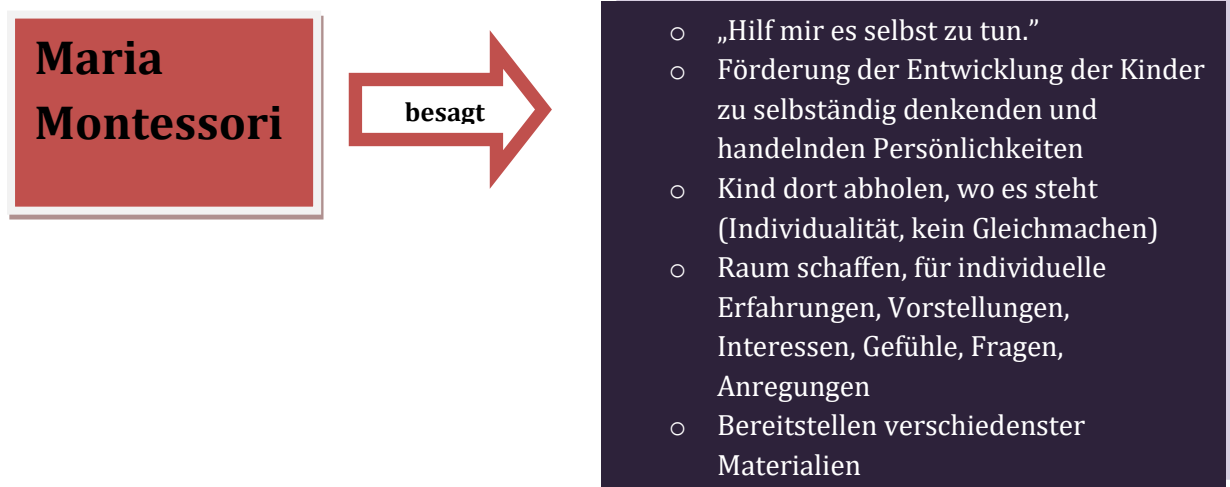 Maria
Montessori
besagt
o „Hilf mir es selbst zu tun.”
o Förderung der Entwicklung der Kinder
zu selbständig denkenden und
handelnden Persönlichkeiten
o Kind dort abholen, wo es steht
(Individualität, kein Gleichmachen)
o Raum schaffen, für individuelle
Erfahrungen, Vorstellungen,
Interessen, Gefühle, Fragen,
Anregungen
o Bereitstellen verschiedenster
Materialien